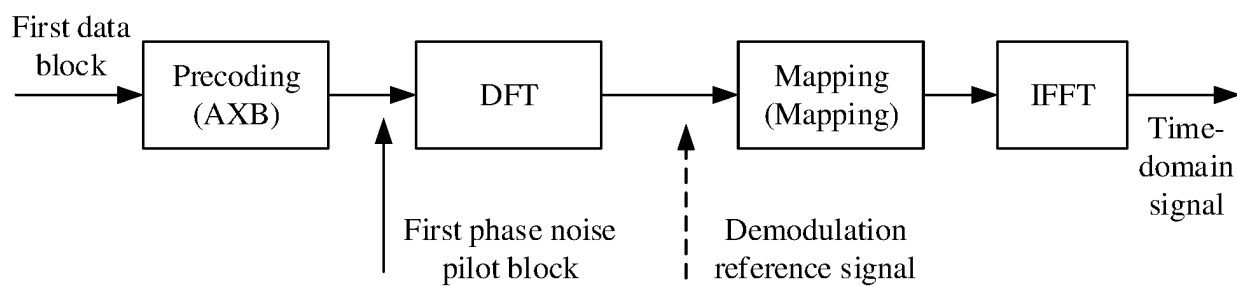 First data
block
Precoding
(AXB)
DFT
Mapping
(Mapping)
IFFT
Time-
domain
signal
First phase noise
pilot block
Demodulation
reference signal